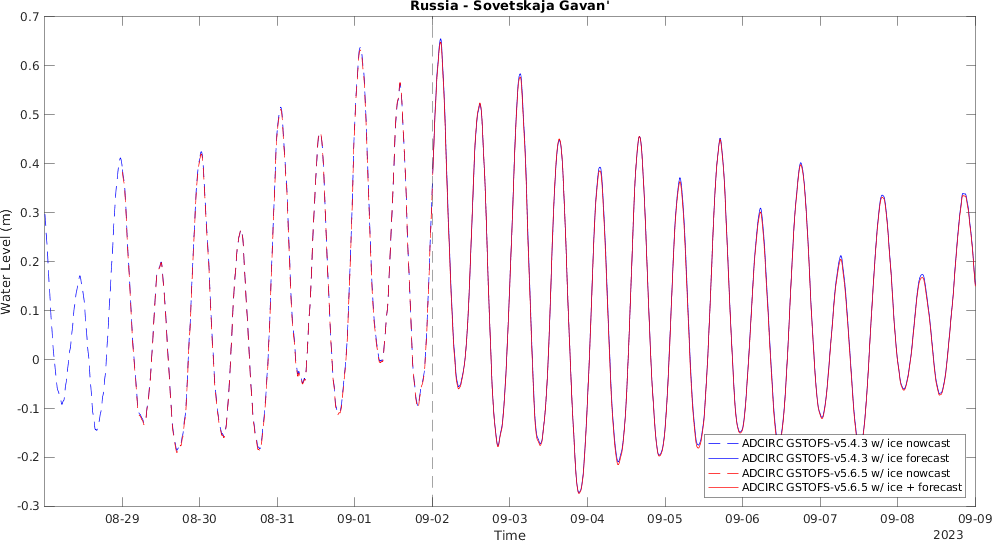 Russia - Sovetskaja Gavan'
0.7
0.6
0.5
0.4
0.3
0.2
0.1
0
-0.1
-0.2
-0.3
Water Level (m)
ADCIRC GSTOFS-v5.4.3 w/ ice nowcast
ADCIRC GSTOFS-v5.4.3 w/ ice forecast
ADCIRC GSTOFS-v5.6.5 w/ ice nowcast
ADCIRC GSTOFS-v5.6.5 w/ ice + forecast
08-29 08-30 08-31 09-01 09-02 09-03 09-04 09-05 09-06 09-07 09-08 09-09
Time
2023